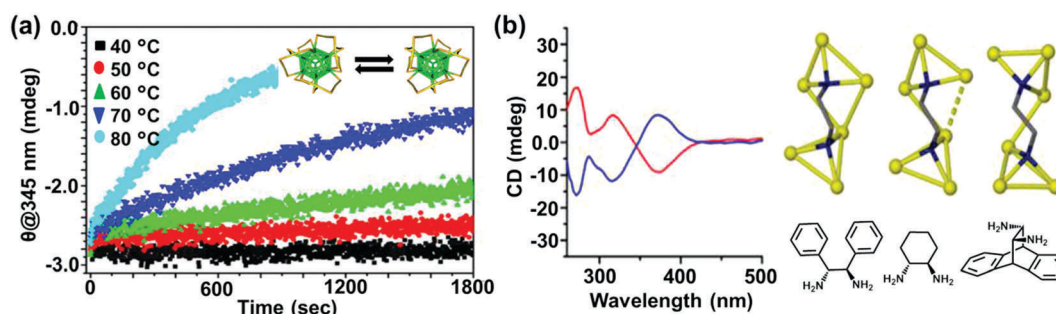 (a)
0.0
-1.0
-2.0
-3.0
θ@345 nm (mdeg)
40 °C
50 °C
60 °C
70 °C
80 °C
0
600
1200
1800
Time (sec)
(b)
30
20
10
0
-10
-20
-30
CD (mdeg)
300
400
500
Wavelength (nm)
H₂N
NH₂
NH₂
NH₂
H₂N
NH₂